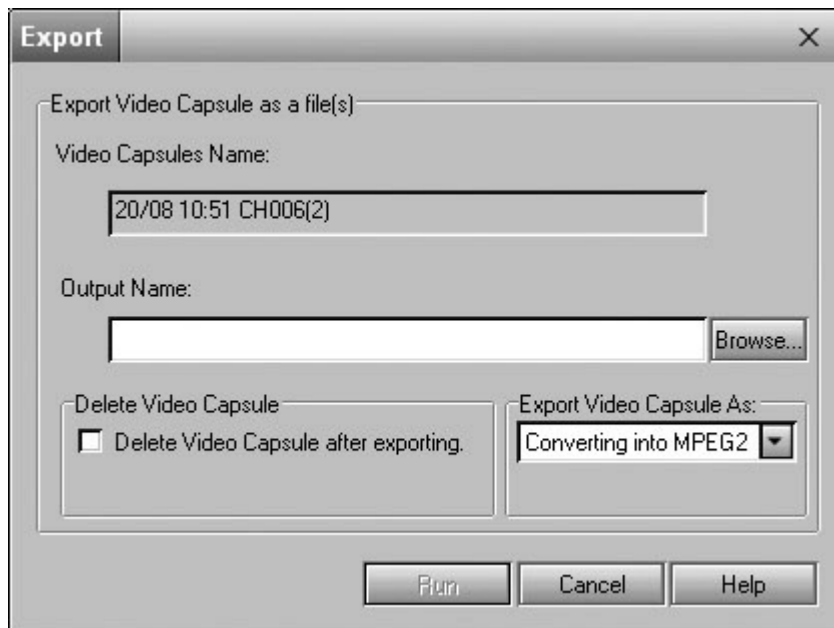 Export
Export Video Capsule as a file(s)
Video Capsules Name:
20/08 10:51 CH006(2)
Output Name:
Browse...
Delete Video Capsule
Delete Video Capsule after exporting.
Export Video Capsule As:
Converting into MPEG2
Run
Cancel
Help